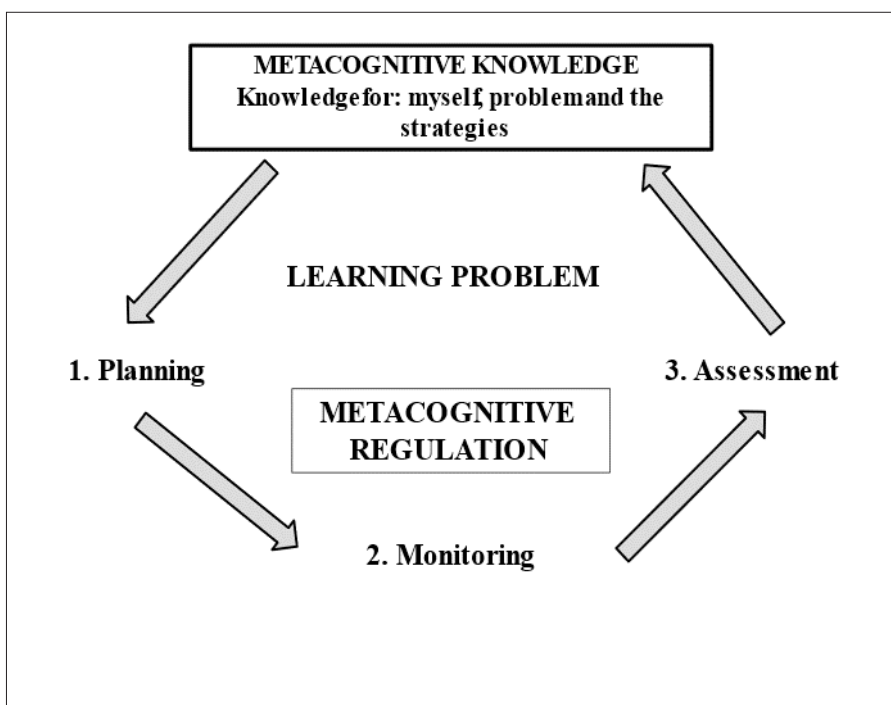 METACOGNITIVE KNOWLEDGE
Knowledgefor: myself, problemand the
strategies
LEARNING PROBLEM
1. Planning
3. Assessment
METACOGNITIVE
REGULATION
2. Monitoring